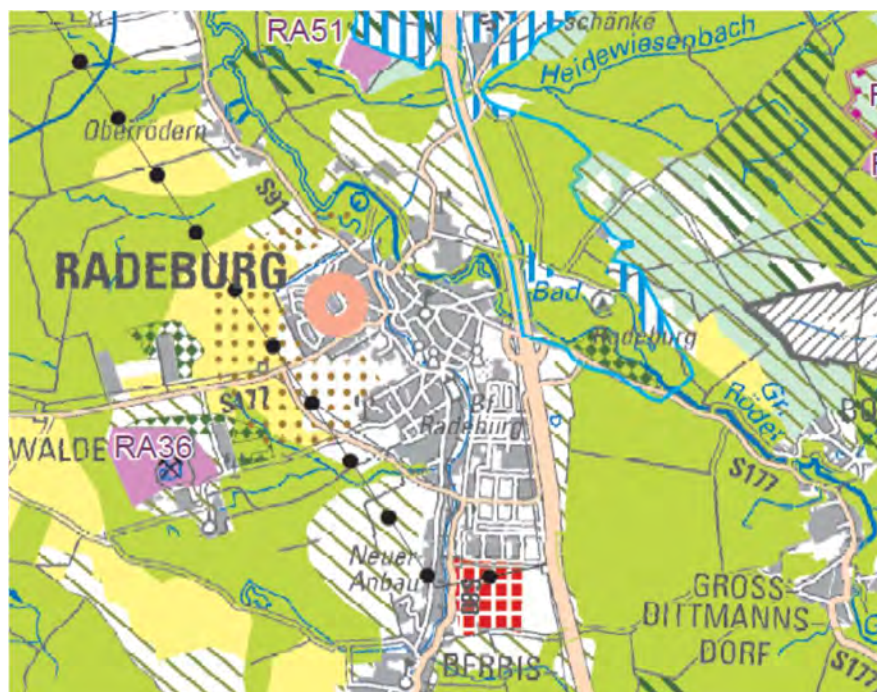 RA51
schänke
Heidewiesenbach
Oberrödern
S91
RADEBURG
Bad
Radeburg
S177
Bf.
Radeburg
Gr.
Röder
WALDE
RA36
S177
Neuer-
Anbau
GROSS-
DITTMANNS-
DORF
BERBIS-
S177